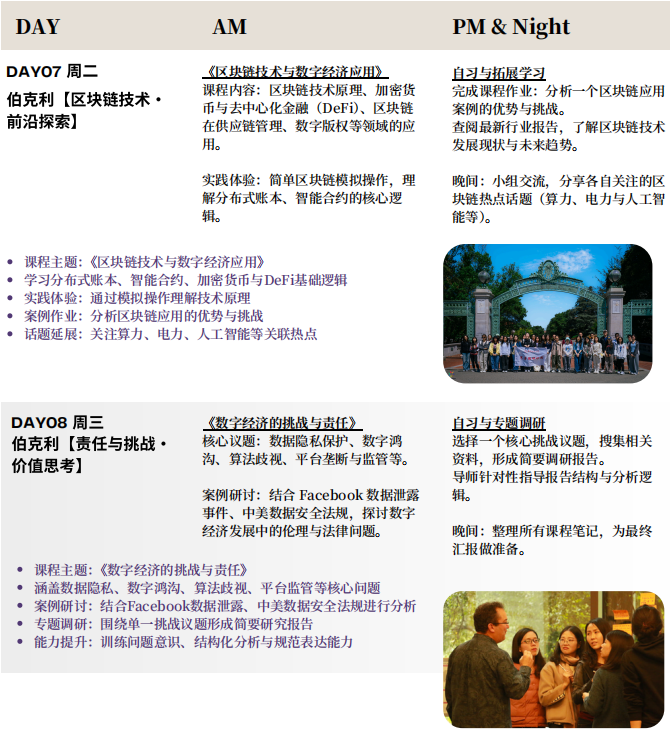 DAY
AM
PM & Night
DAY07 周二
伯克利【区块链技术·
前沿探索】
《区块链技术与数字经济应用》
课程内容：区块链技术原理、加密货
币与去中心化金融（DeFi）、区块链
在供应链管理、数字版权等领域的应
用。
实践体验：简单区块链模拟操作，理
解分布式账本、智能合约的核心逻
辑。
自习与拓展学习
完成课程作业：分析一个区块链应用
案例的优势与挑战。
查阅最新行业报告，了解区块链技术
发展现状与未来趋势。
晚间：小组交流，分享各自关注的区
块链热点话题（算力、电力与人工智
能等）。
• 课程主题：《区块链技术与数字经济应用》
• 学习分布式账本、智能合约、加密货币与DeFi基础逻辑
• 实践体验：通过模拟操作理解技术原理
• 案例作业：分析区块链应用的优势与挑战
• 话题延展：关注算力、电力、人工智能等关联热点
DAY08 周三
伯克利【责任与挑战·
价值思考】
《数字经济的挑战与责任》
核心议题：数据隐私保护、数字鸿
沟、算法歧视、平台垄断与监管等。
案例研讨：结合 Facebook 数据泄露
事件、中美数据安全法规，探讨数字
经济发展中的伦理与法律问题。
自习与专题调研
选择一个核心挑战议题，搜集相关
资料，形成简要调研报告。
导师针对性指导报告结构与分析逻
辑。
晚间：整理所有课程笔记，为最终
汇报做准备。
• 课程主题：《数字经济的挑战与责任》
• 涵盖数据隐私、数字鸿沟、算法歧视、平台监管等核心问题
• 案例研讨：结合Facebook数据泄露、中美数据安全法规进行分析
• 专题调研：围绕单一挑战议题形成简要研究报告
• 能力提升：训练问题意识、结构化分析与规范表达能力